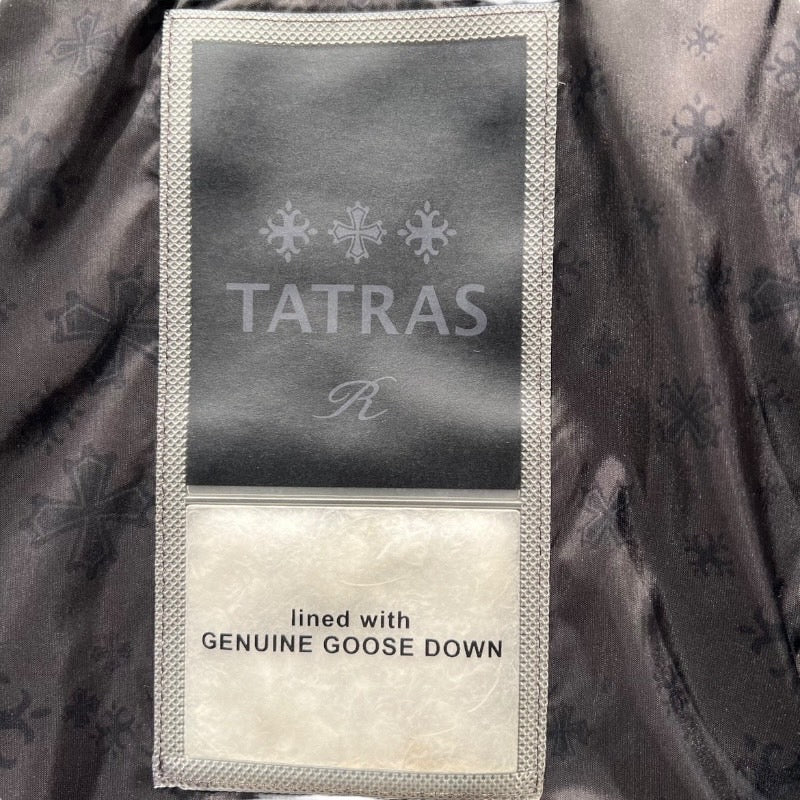 TATRAS
R
lined with
GENUINE GOOSE DOWN